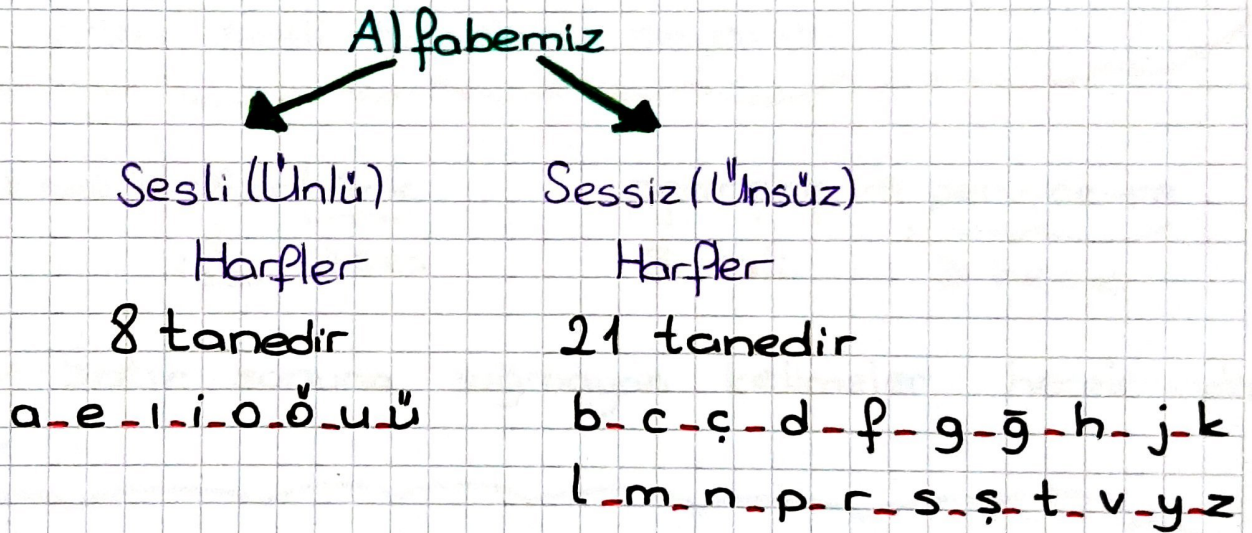 Alfabemiz
Sesli (Ünlü)
Harfler
8 tanedir
a-e-ı-i-o-ö-u-ü
Sessiz (Ünsüz)
Harfler
21 tanedir
b-c-ç-d-f-g-ğ-h-j-k
l-m-n-p-r-s-ş-t-v-y-z